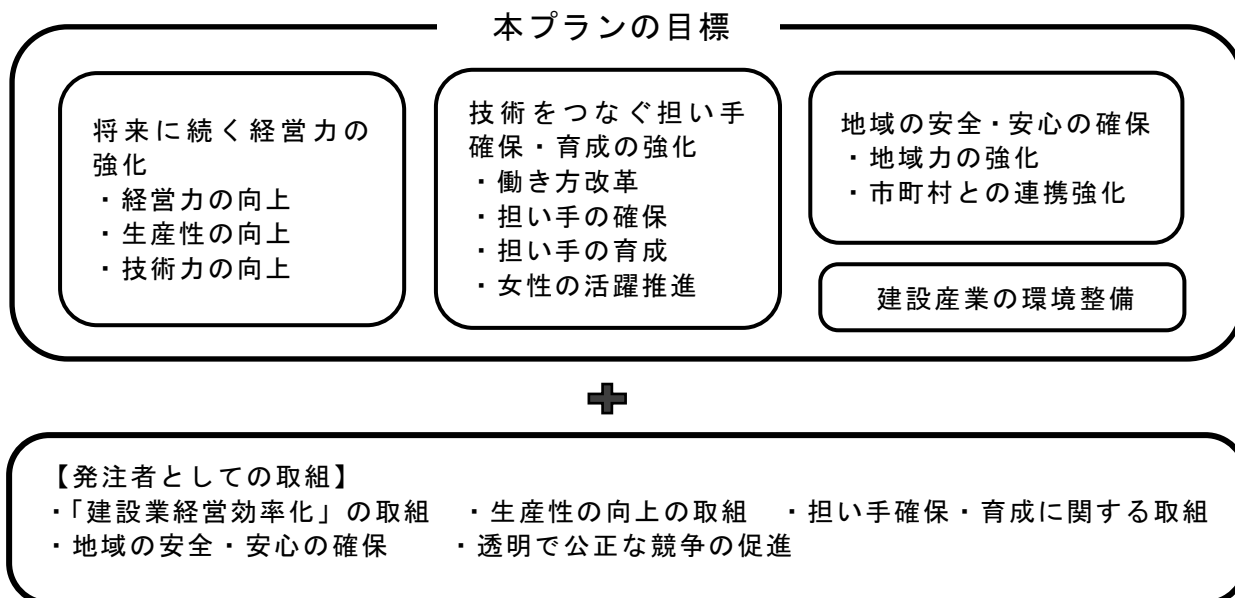 本プランの目標
将来に続く経営力の
強化
・経営力の向上
・生産性の向上
・技術力の向上
技術をつなぐ担い手
確保・育成の強化
・働き方改革
・担い手の確保
・担い手の育成
・女性の活躍推進
地域の安全・安心の確保
・地域力の強化
・市町村との連携強化
建設産業の環境整備
【発注者としての取組】
・「建設業経営効率化」の取組　・生産性の向上の取組　・担い手確保・育成に関する取組
・地域の安全・安心の確保　・透明で公正な競争の促進